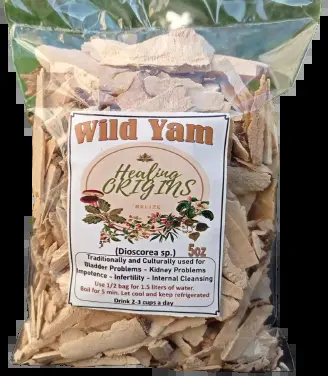 Wild Yam
Healing
ORIGINS
BELIZE
(Dioscorea sp.) 5oz
Traditionally and Culturally used for
Bladder Problems - Kidney Problems
Impotence - Infertility - Internal Cleansing
Use 1/2 bag for 1.5 liters of water.
Boil for 5 min. Let cool and keep refrigerated
Drink 2-3 cups a day